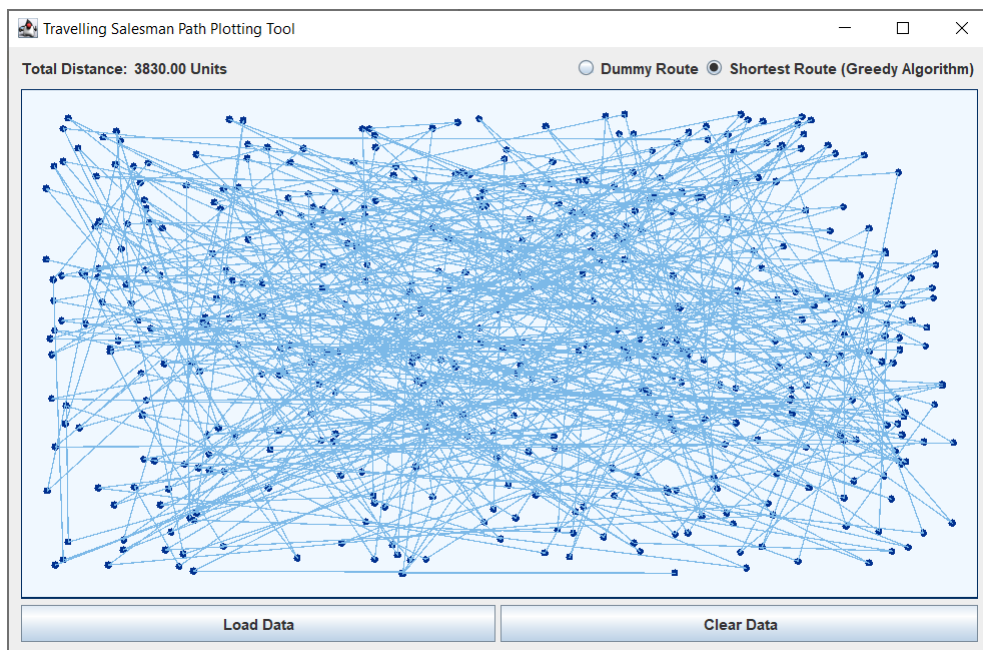 Travelling Salesman Path Plotting Tool
Total Distance: 3830.00 Units
Dummy Route
Shortest Route (Greedy Algorithm)
Load Data
Clear Data